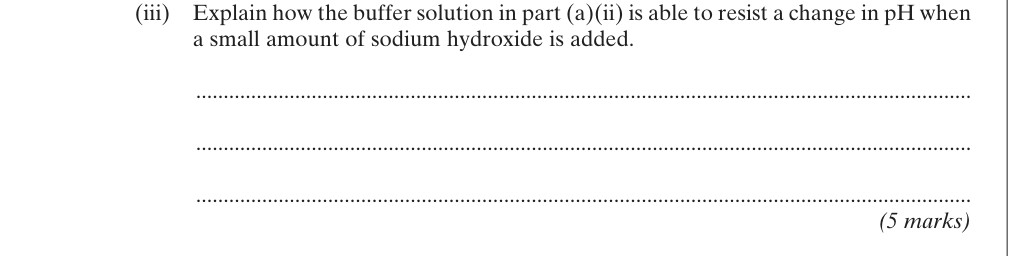 (iii) Explain how the buffer solution in part (a)(ii) is able to resist a change in pH when
a small amount of sodium hydroxide is added.
(5 marks)